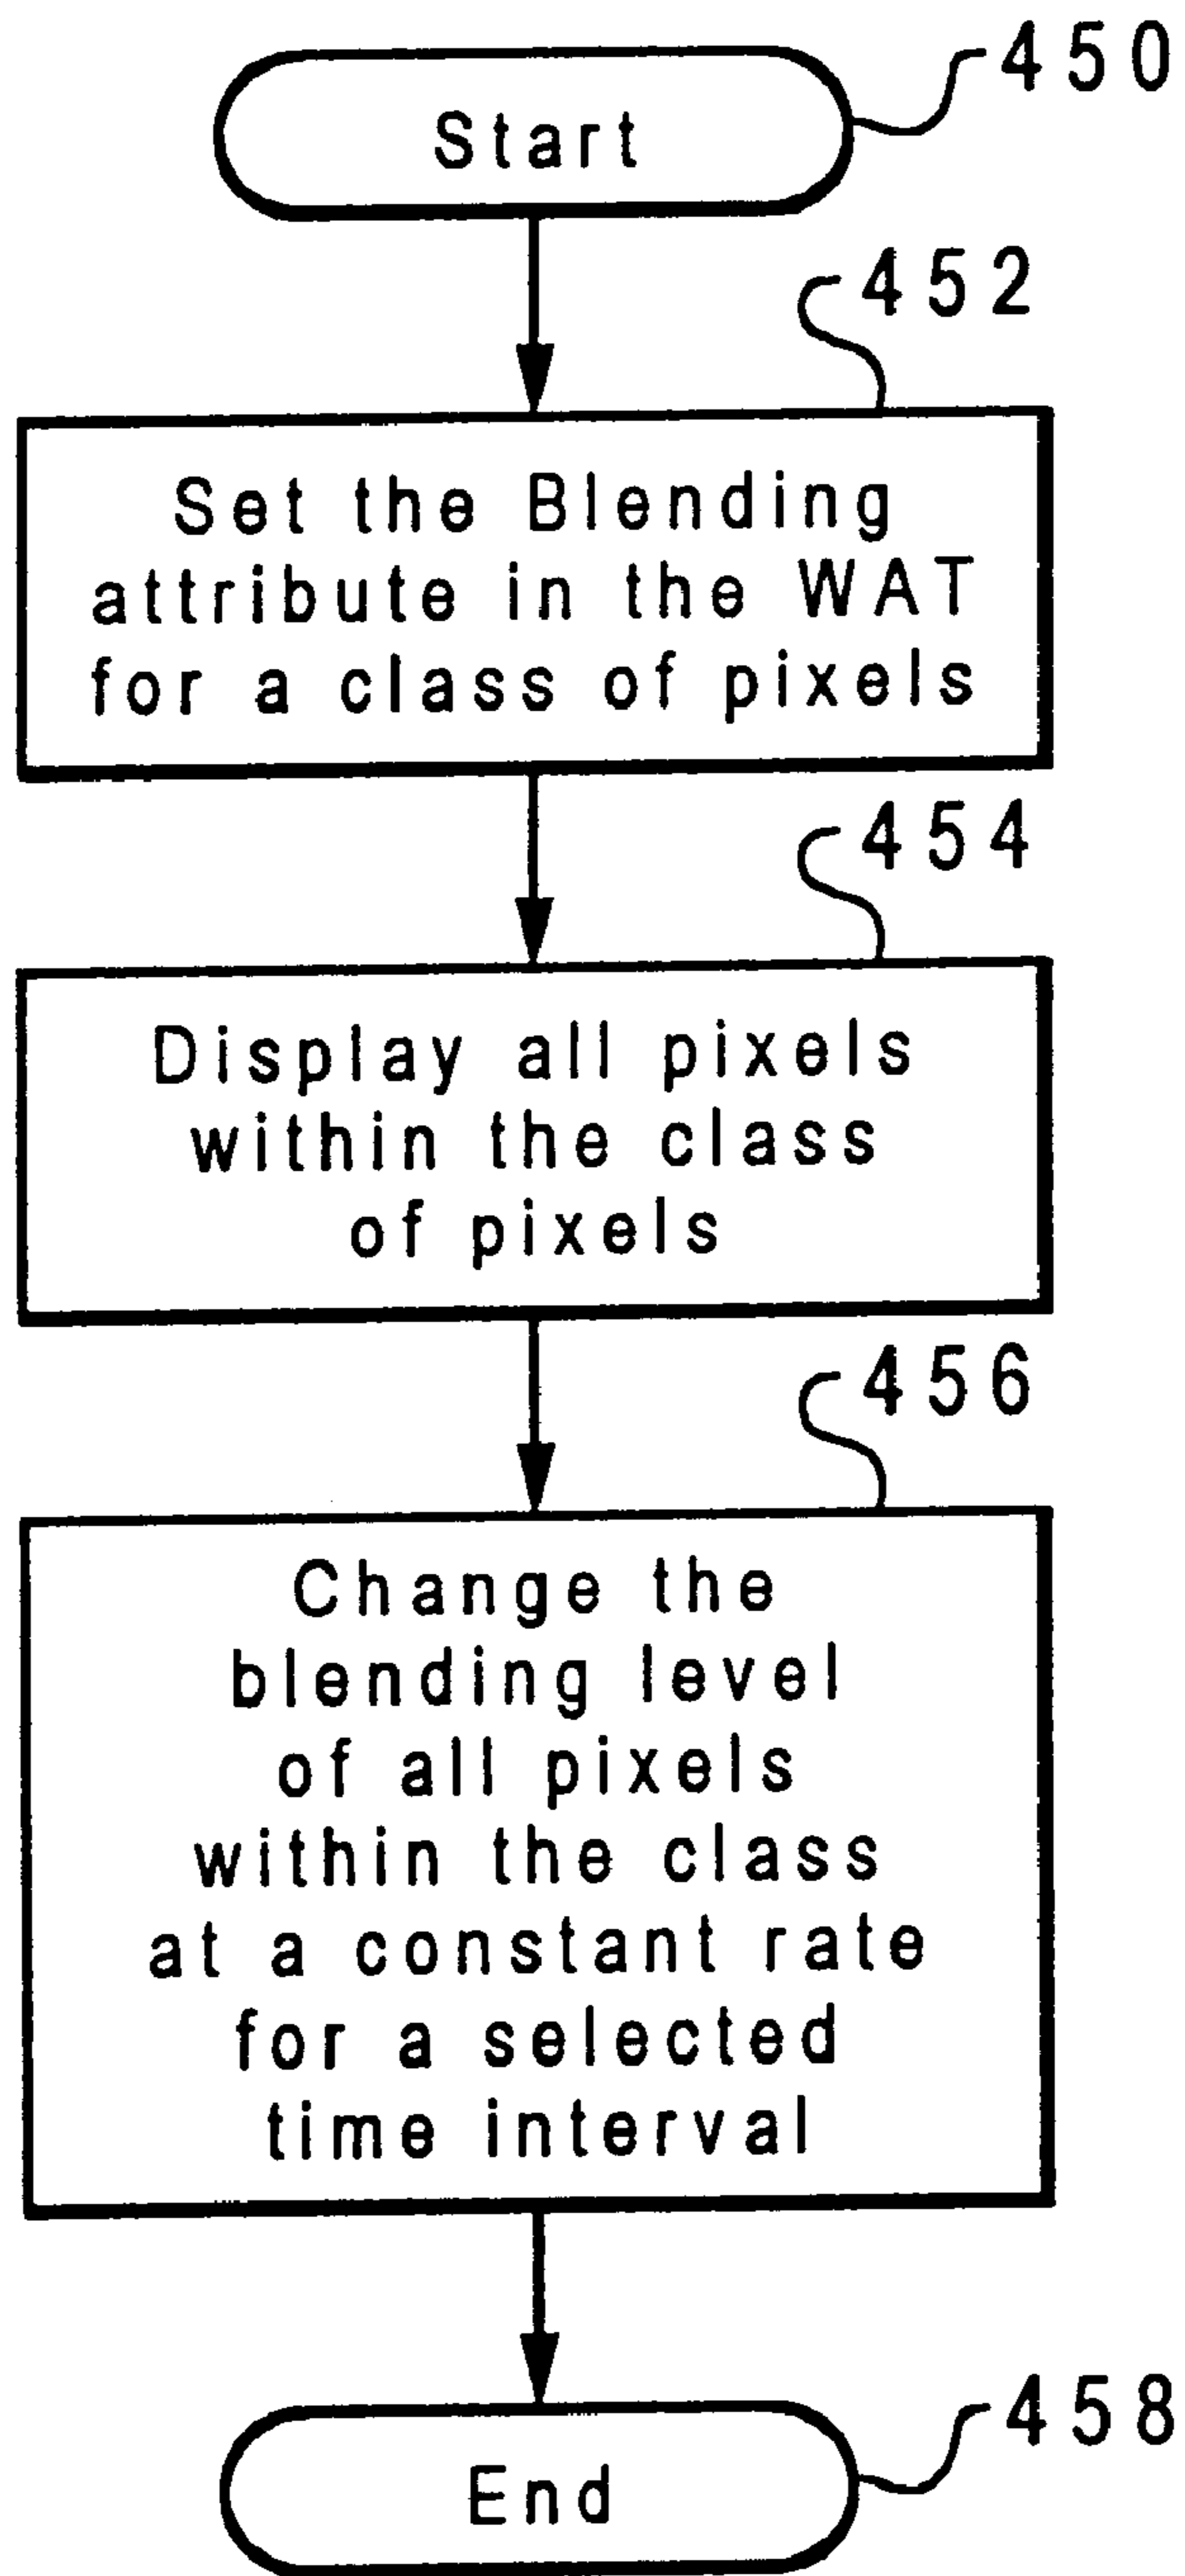 450
Start
452
Set the Blending
attribute in the WAT
for a class of pixels
454
Display all pixels
within the class
of pixels
456
Change the
blending level
of all pixels
within the class
at a constant rate
for a selected
time interval
458
End